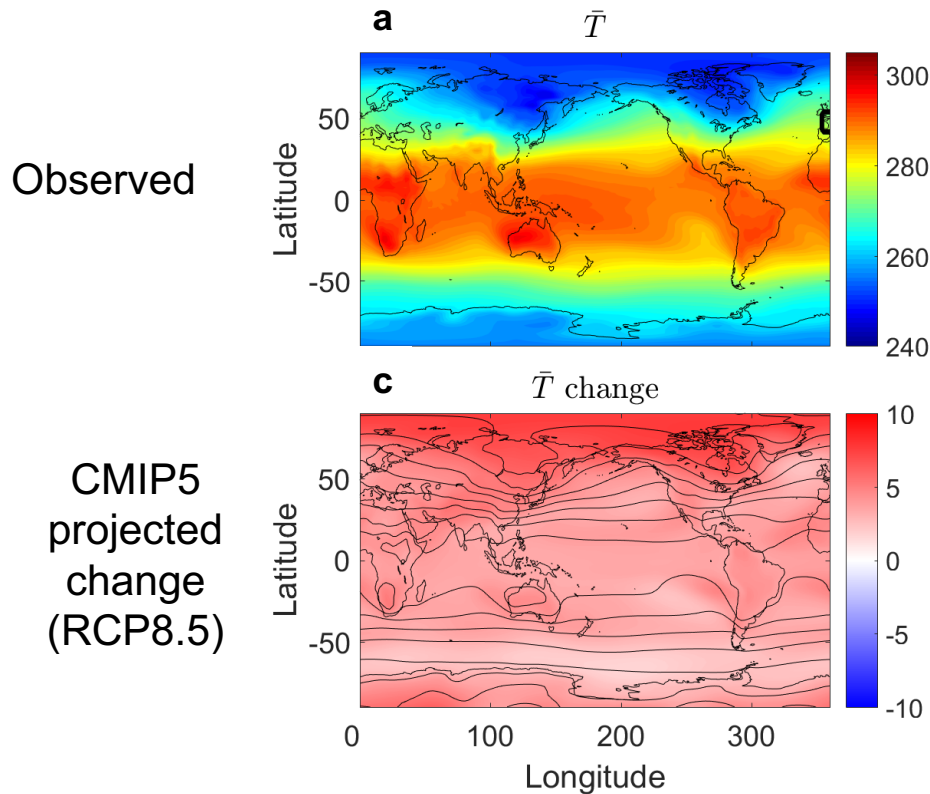 a
T̄
Observed
Latitude
50
0
-50
300
280
260
240
c
T̄ change
CMIP5
projected
change
(RCP8.5)
Latitude
50
0
-50
10
5
0
-5
-10
0
100
200
300
Longitude